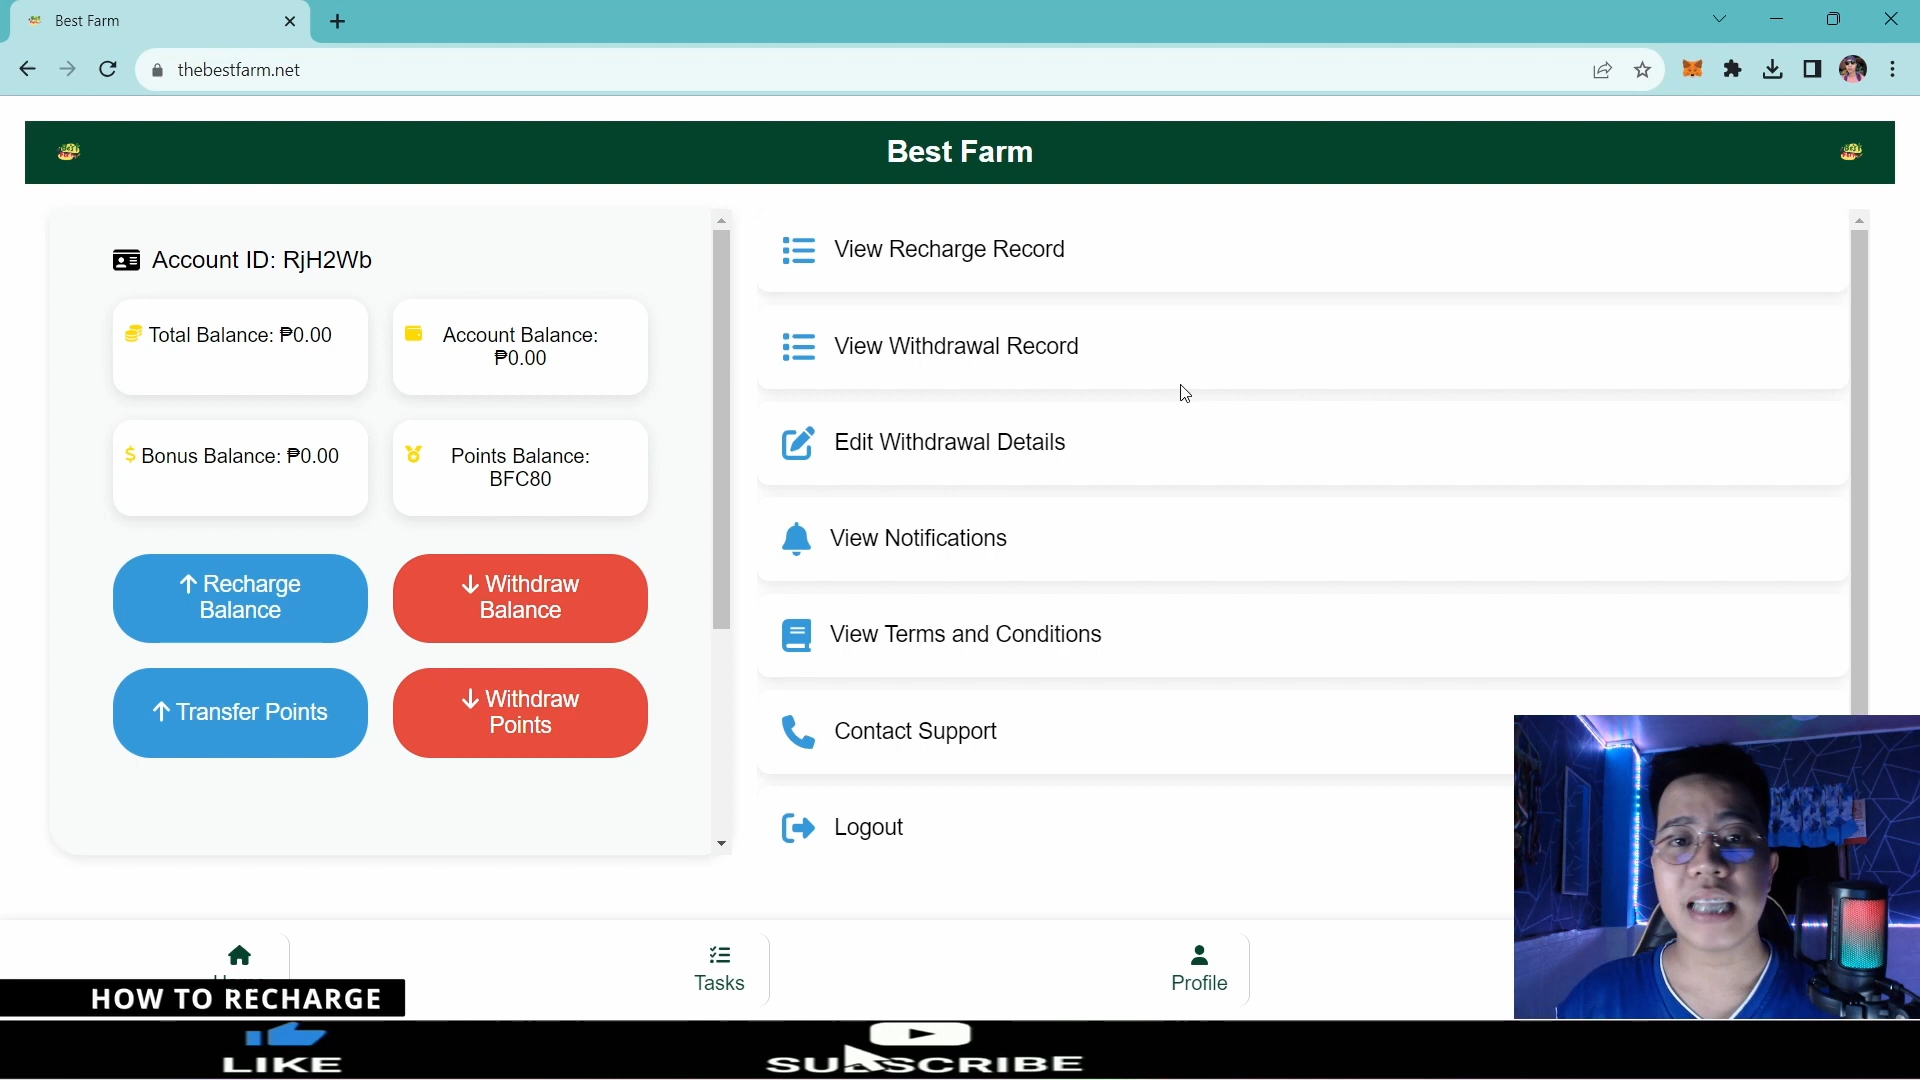 Best Farm
thebestfarm.net
Best Farm
Account ID: RjH2Wb
Total Balance: ₱0.00
Account Balance:
₱0.00
Bonus Balance: ₱0.00
Points Balance:
BFC80
Recharge
Balance
Withdraw
Balance
Transfer Points
Withdraw
Points
View Recharge Record
View Withdrawal Record
Edit Withdrawal Details
View Notifications
View Terms and Conditions
Contact Support
Logout
Tasks
Profile
HOW TO RECHARGE
LIKE
SUBSCRIBE